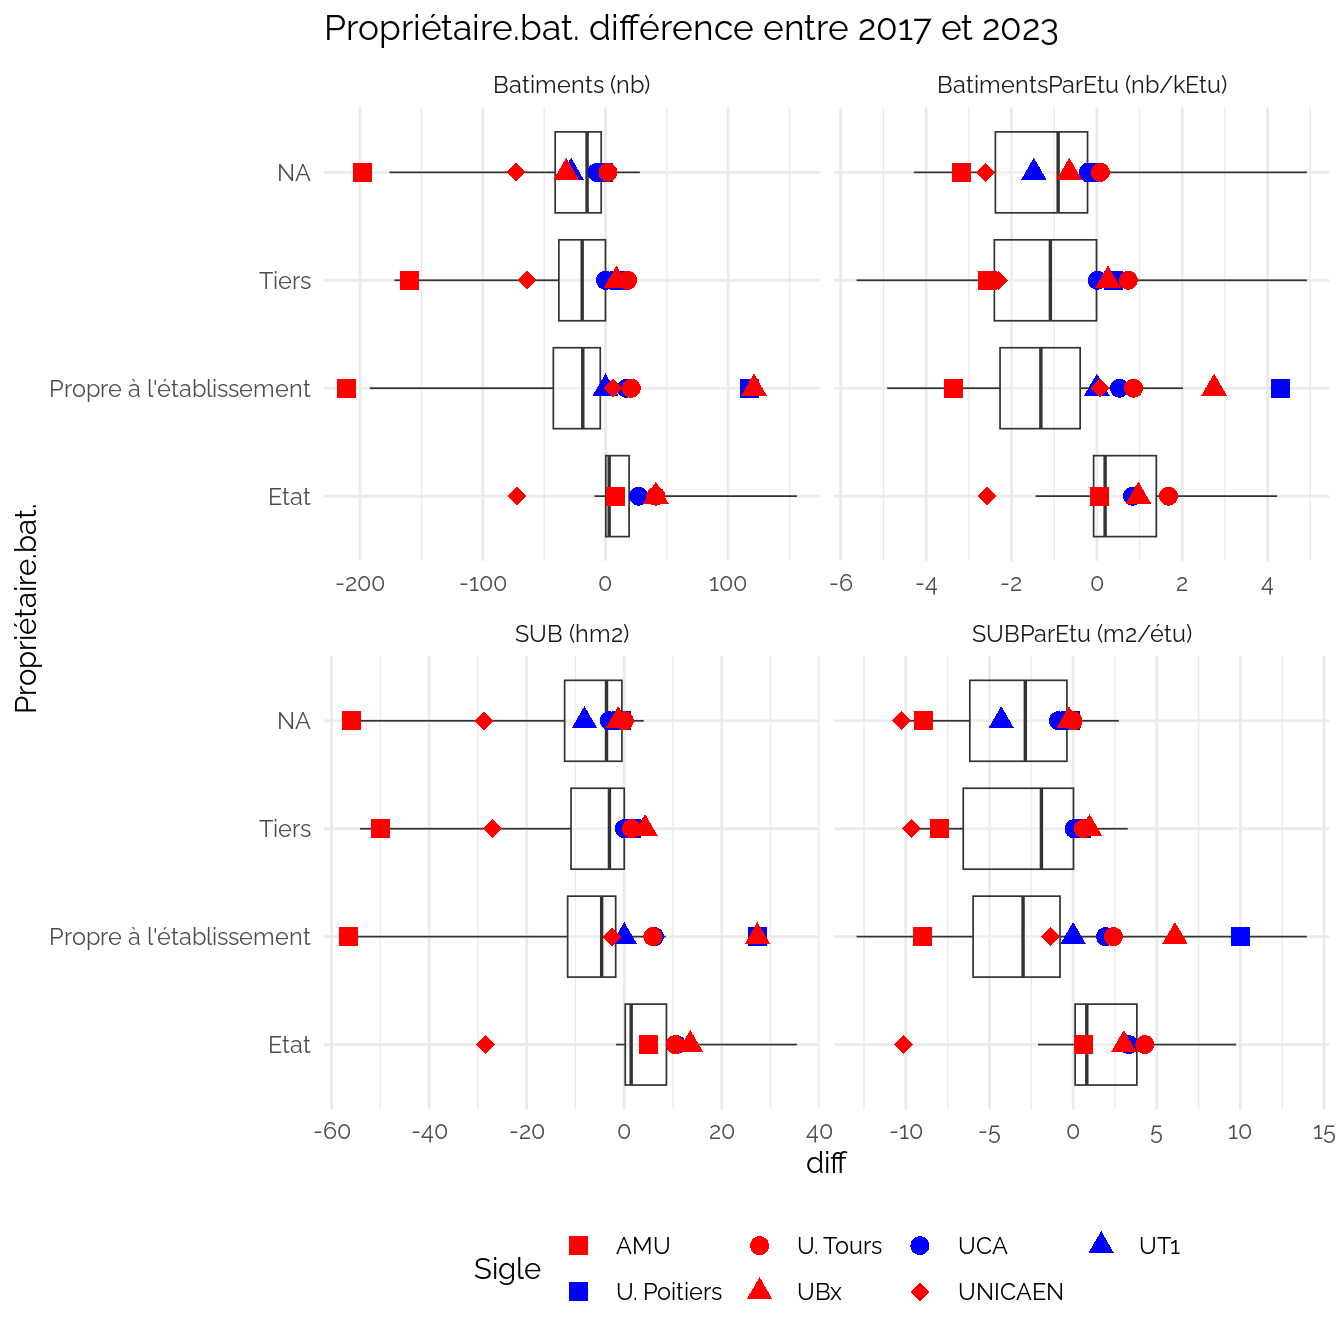 Propriétaire.bat. différence entre 2017 et 2023
Batiments (nb)
BatimentsParEtu (nb/kEtu)
NA
Tiers
Propre à l'établissement
Etat
-200 -100 0 100
-6 -4 -2 0 2 4
Propriétaire.bat.
SUB (hm2)
SUBParEtu (m2/étu)
NA
Tiers
Propre à l'établissement
Etat
-60 -40 -20 0 20 40
-10 -5 0 5 10 15
diff
Sigle
AMU U. Tours UCA UT1
U. Poitiers UBx UNICAEN